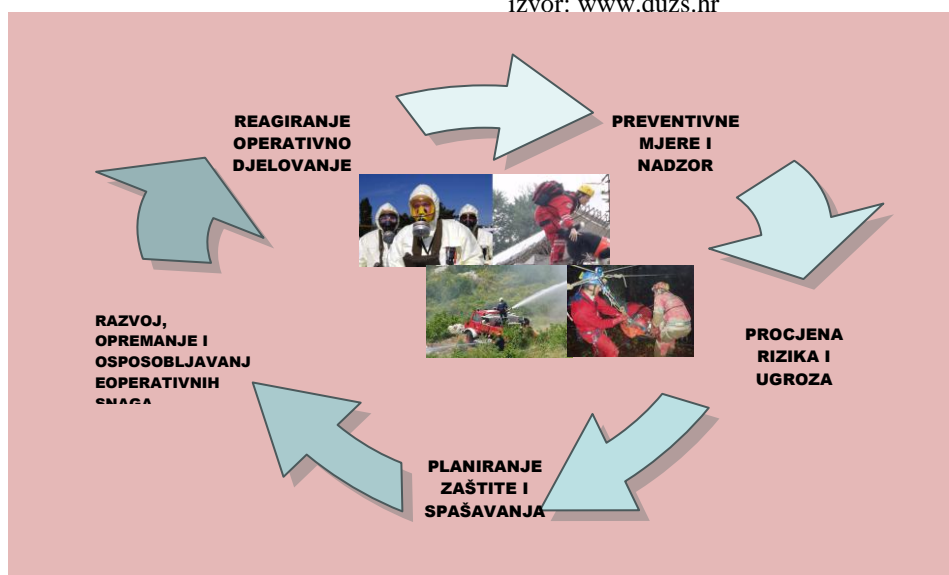 izvor: www.duzs.hr
REAGIRANJE
OPERATIVNO
DJELOVANJE
PREVENTIVNE
MJERE I
NADZOR
PROCJENA
RIZIKA I
UGROZA
PLANIRANJE
ZAŠTITE I
SPAŠAVANJA
RAZVOJ,
OPREMANJE I
OSPOSOBLJAVANJ
EOPERATIVNIH
SNAGA